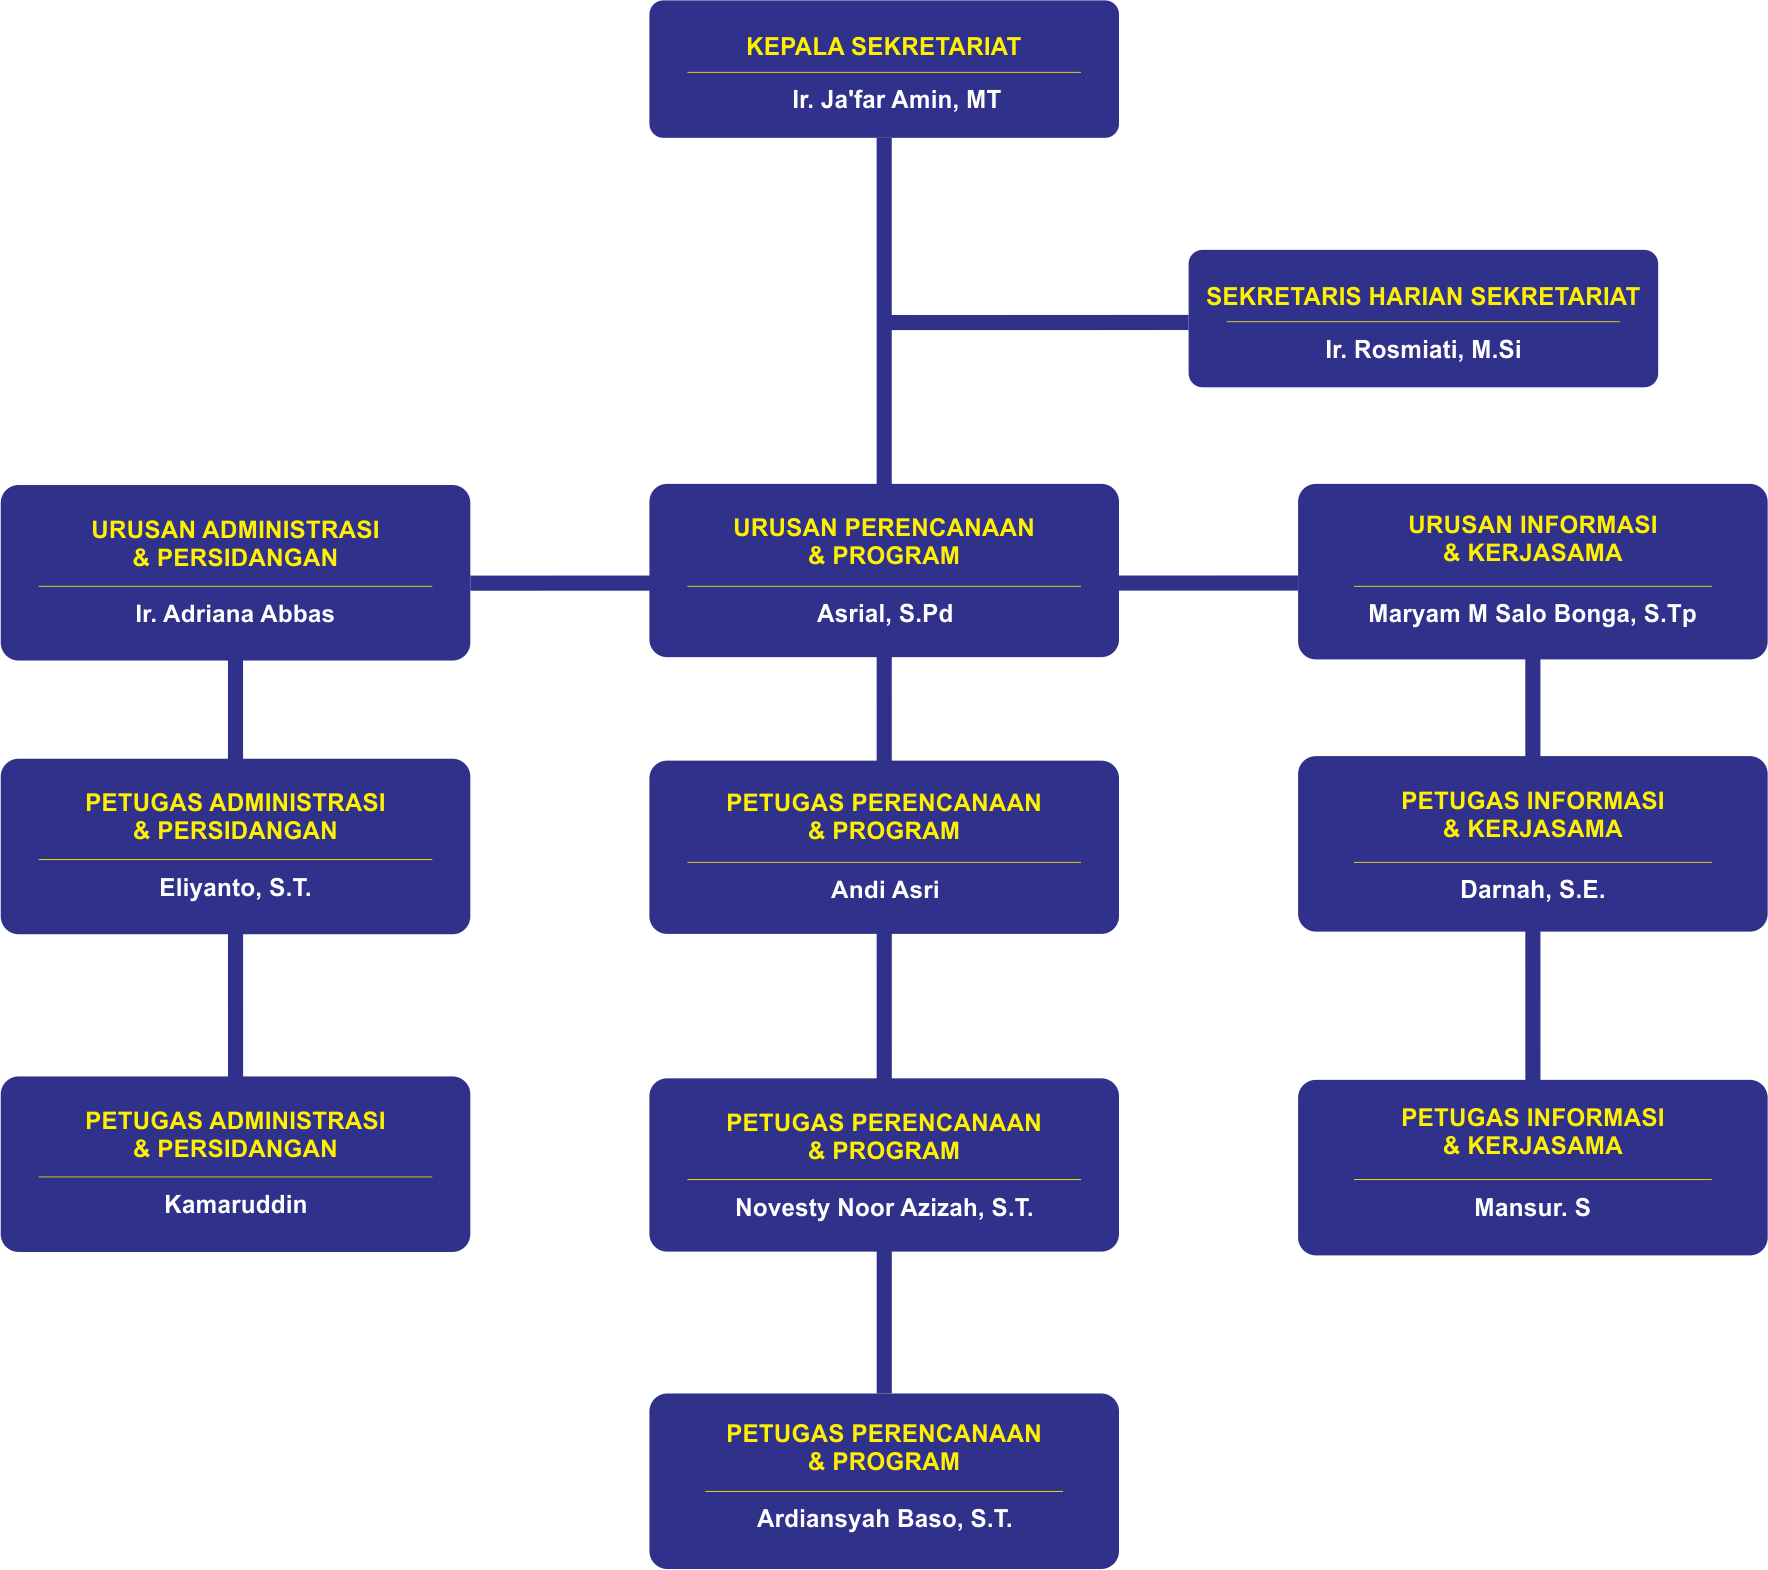 KEPALA SEKRETARIAT
Ir. Ja'far Amin, MT
SEKRETARIS HARIAN SEKRETARIAT
Ir. Rosmiati, M.Si
URUSAN ADMINISTRASI
& PERSIDANGAN
Ir. Adriana Abbas
URUSAN PERENCANAAN
& PROGRAM
Asrial, S.Pd
URUSAN INFORMASI
& KERJASAMA
Maryam M Salo Bonga, S.Tp
PETUGAS ADMINISTRASI
& PERSIDANGAN
Eliyanto, S.T.
PETUGAS PERENCANAAN
& PROGRAM
Andi Asri
PETUGAS INFORMASI
& KERJASAMA
Darnah, S.E.
PETUGAS ADMINISTRASI
& PERSIDANGAN
Kamaruddin
PETUGAS PERENCANAAN
& PROGRAM
Novesty Noor Azizah, S.T.
PETUGAS INFORMASI
& KERJASAMA
Mansur. S
PETUGAS PERENCANAAN
& PROGRAM
Ardiansyah Baso, S.T.